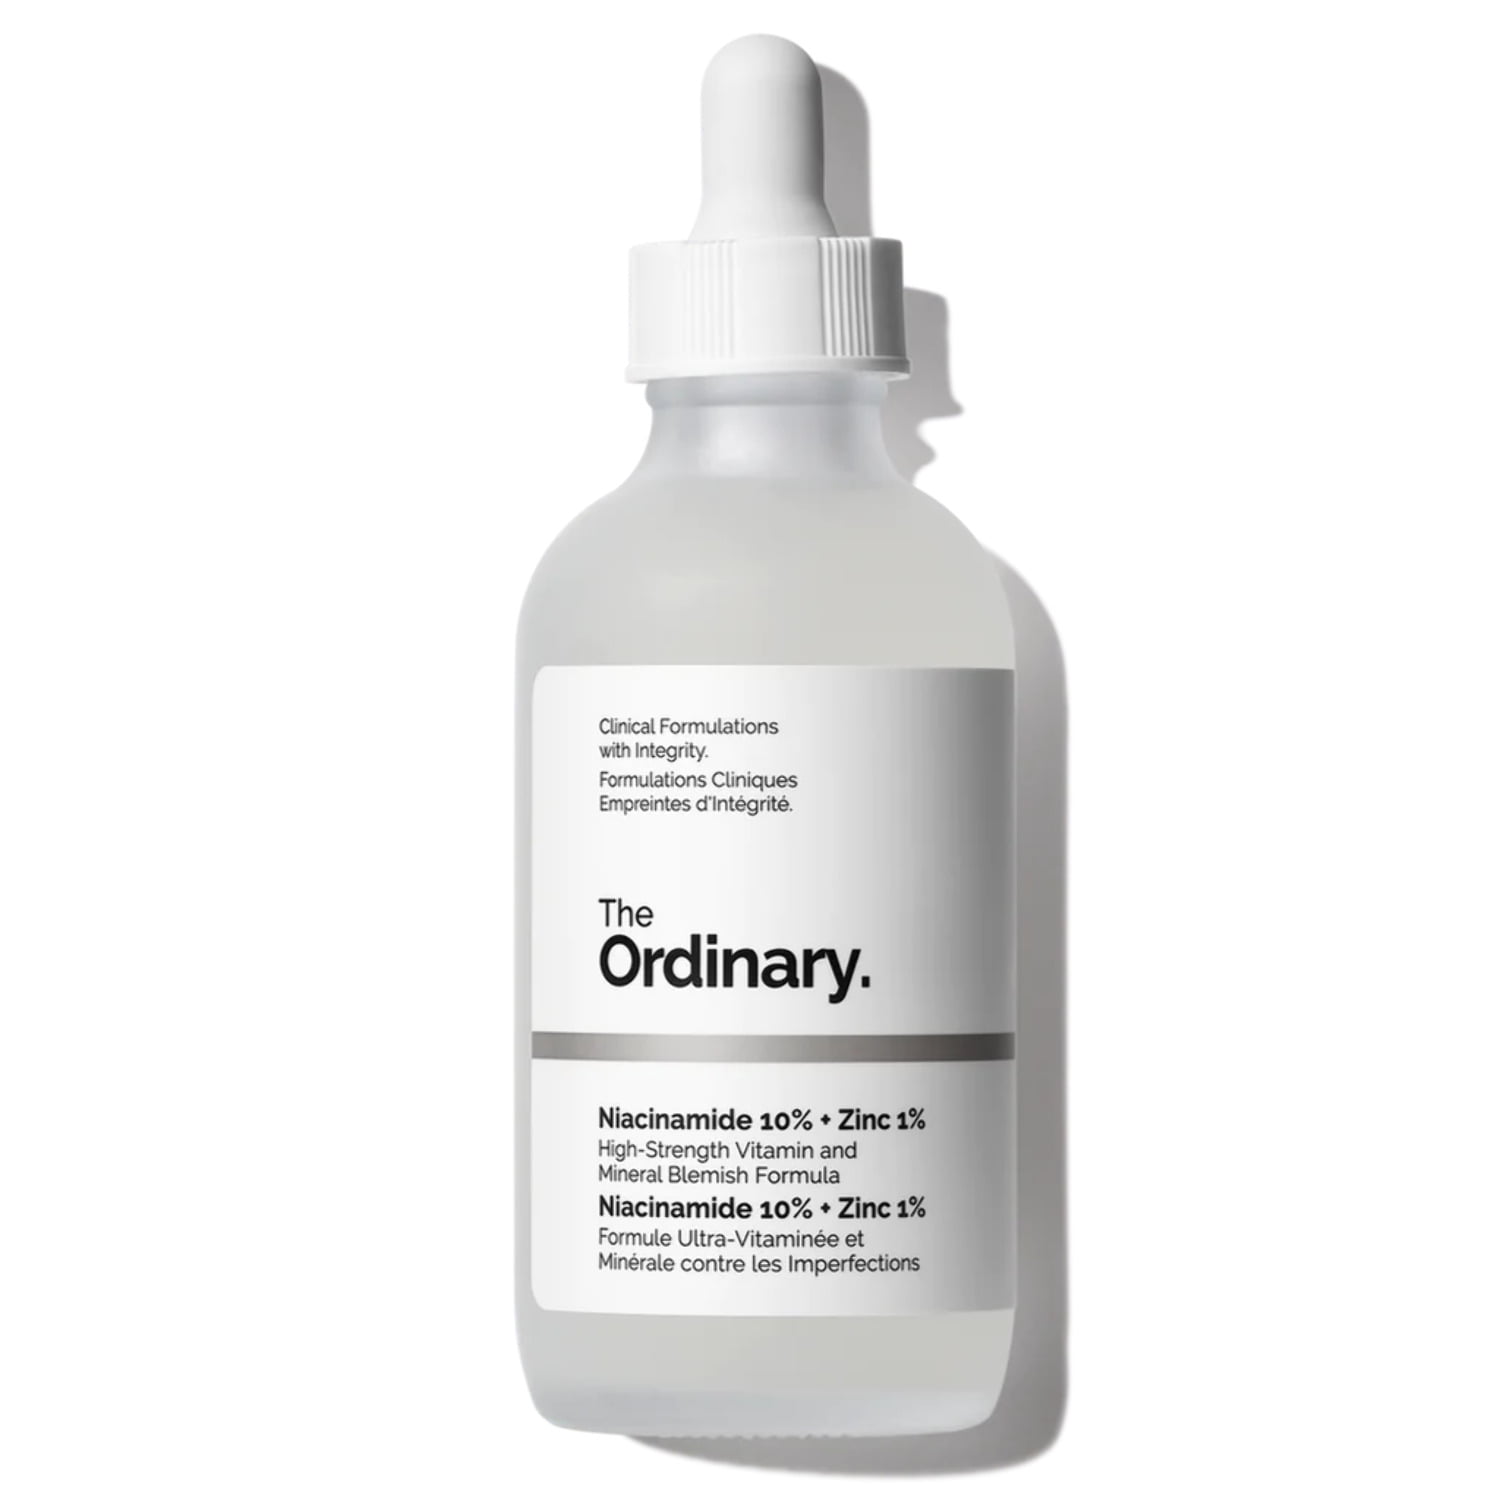 Clinical Formulations
with Integrity.
Formulations Cliniques
Empreintes d'Intégrité.
The
Ordinary.
Niacinamide 10% + Zinc 1%
High-Strength Vitamin and
Mineral Blemish Formula
Niacinamide 10% + Zinc 1%
Formule Ultra-Vitaminée et
Minérale contre les Imperfections